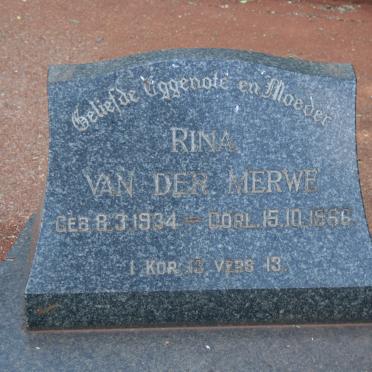 Geliefde Eggenote en Moeder
RINA
VAN DER MERWE
GEB 8.3.1934 — OORL. 15.10.1966
1 KOR 13 VERS 13.